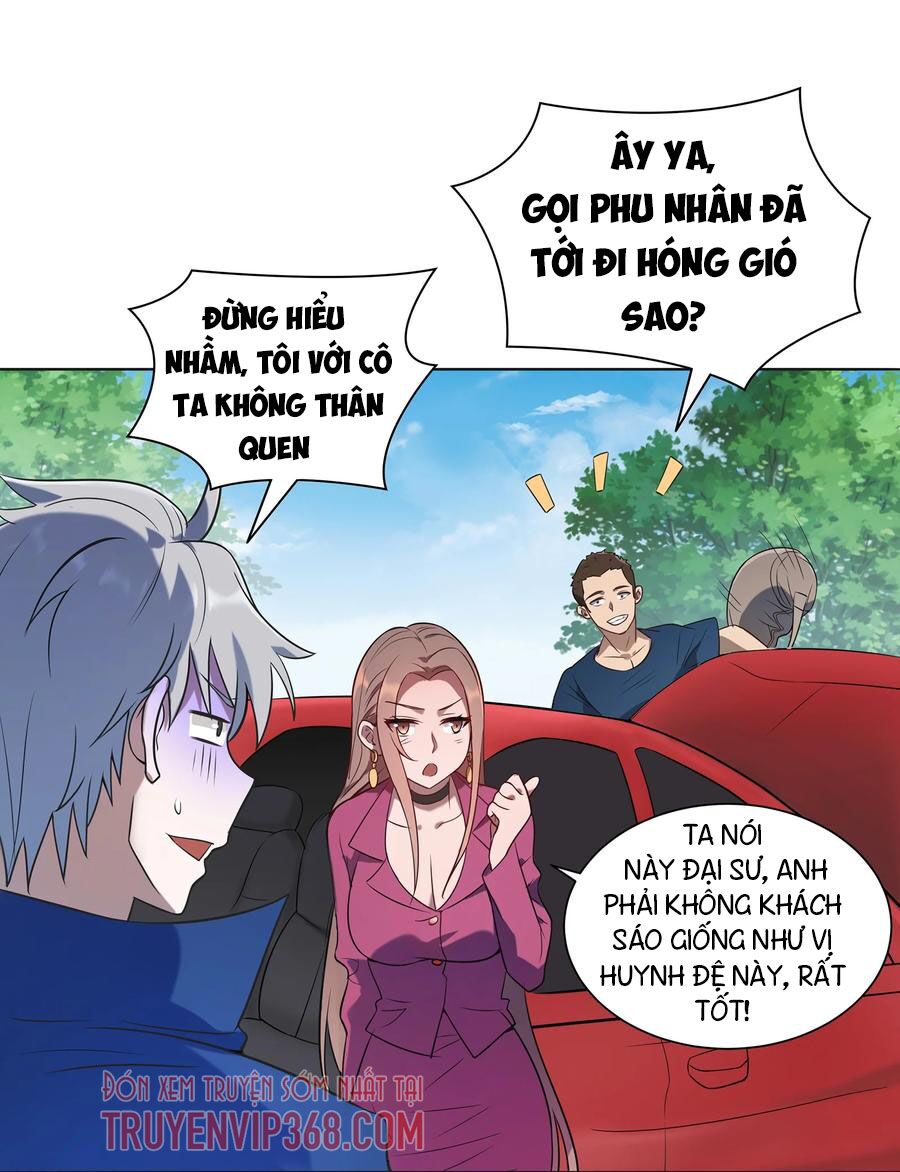 ÂY YA,
GỌI PHU NHÂN ĐÃ
TỚI ĐI HÓNG GIÓ
SAO?
ĐỪNG HIỂU
NHẦM, TÔI VỚI CÔ
TA KHÔNG THÂN
QUEN
TA NÓI
NÀY ĐẠI SƯ, ANH
PHẢI KHÔNG KHÁCH
SÁO GIỐNG NHƯ VỊ
HUYNH ĐỆ NÀY, RẤT
TỐT!
ĐÓN XEM TRUYỆN SỚM NHẤT TẠI
TRUYENVIP368.COM